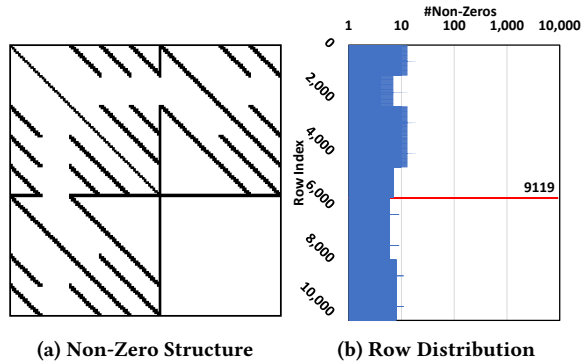 #Non-Zeros
1 10 100 1,000 10,000
0
2,000
4,000
Row Index
6,000
9119
8,000
10,000
(a) Non-Zero Structure (b) Row Distribution